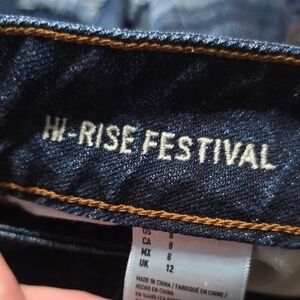 HI-RISE FESTIVAL
US 8
CA 8
MX 8
UK 12
MADE IN CHINA / FABRIQUÉ EN CHINE /
HECHO EN CHINA